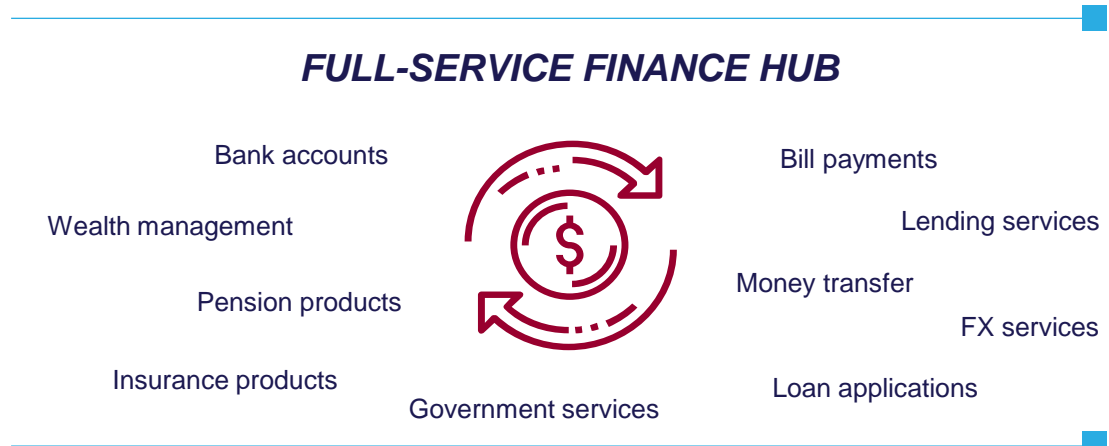 FULL-SERVICE FINANCE HUB
Bank accounts
Bill payments
Wealth management
Lending services
Pension products
Money transfer
FX services
Insurance products
Loan applications
Government services
$